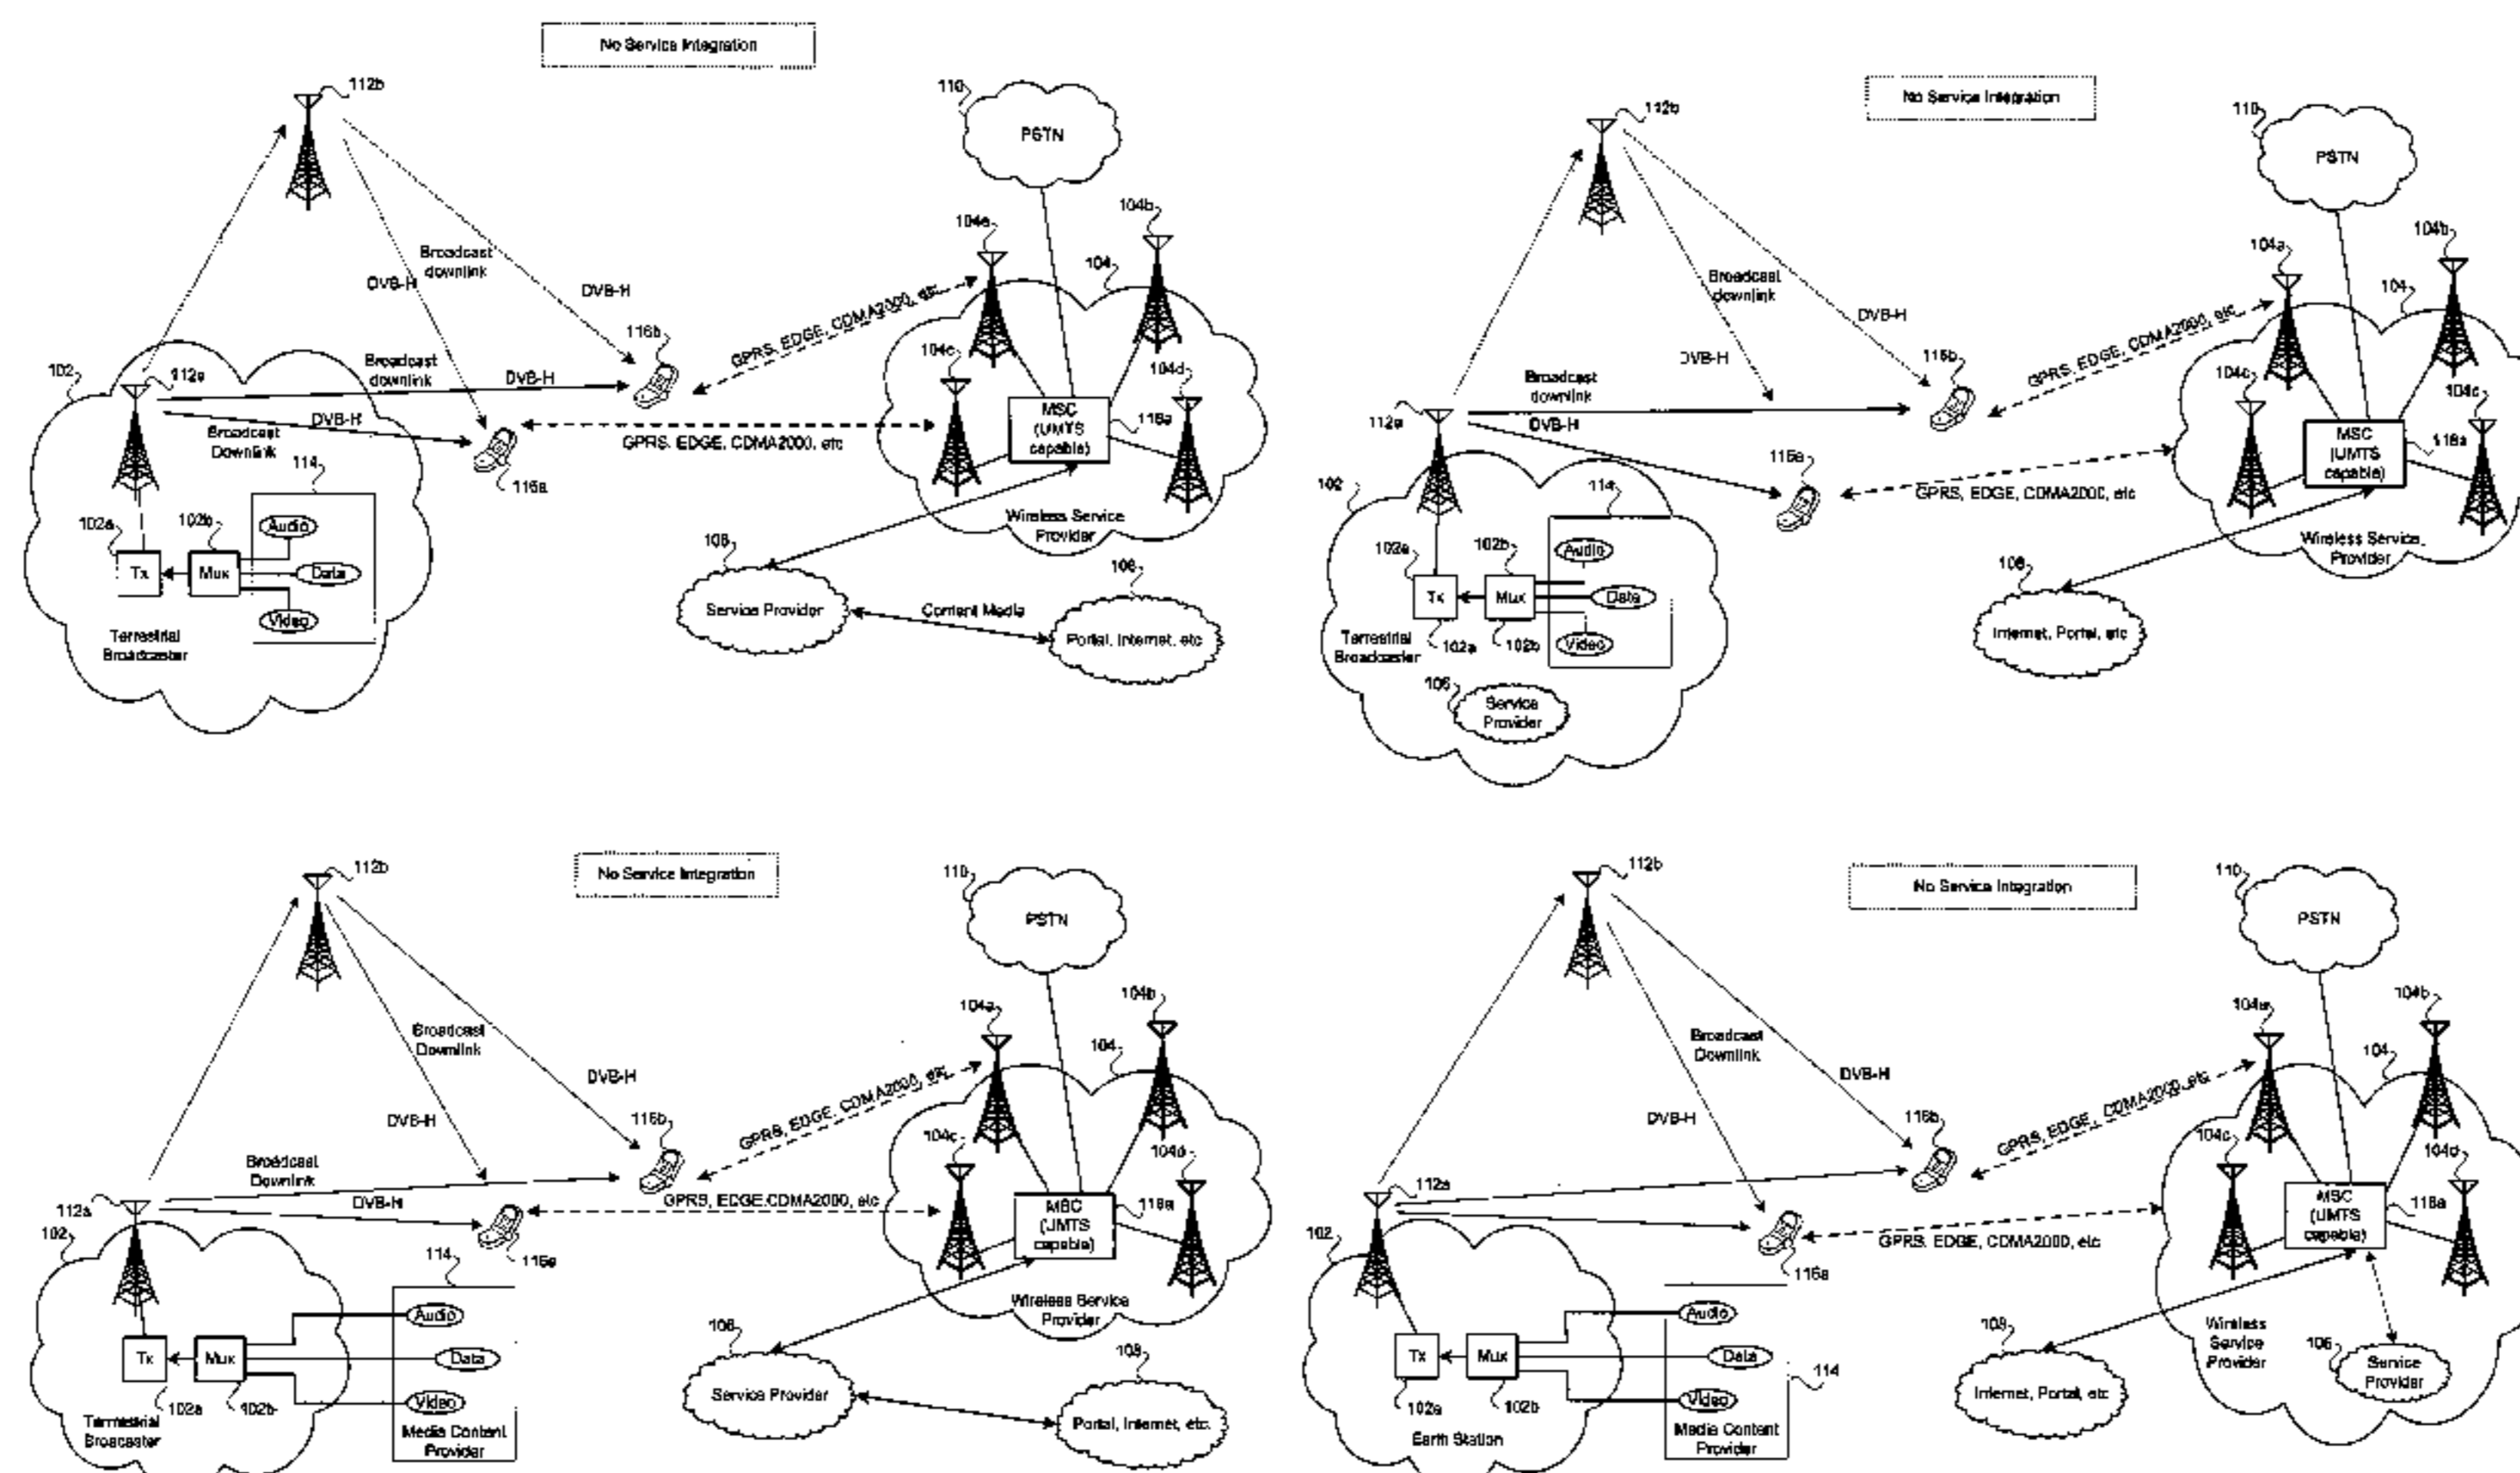 No Service Integration
112b
110
PSTN
104a
104b
Broadcast
downlink
DVB-H
DVB-H
104
GPRS, EDGE, CDMA2000, etc
116b
102
112a
Broadcast
downlink
DVB-H
104c
104d
MSC
(UMTS
capable)
118a
Broadcast
Downlink
DVB-H
GPRS, EDGE, CDMA2000, etc
114
116a
102a
102b
Audio
Tx
Mux
Data
Video
Wireless Service
Provider
Terrestrial
Broadcaster
106
Service Provider
Content Media
108
Portal, Internet, etc
No Service Integration
112b
110
PSTN
104a
104b
Broadcast
downlink
DVB-H
104
GPRS, EDGE, CDMA2000, etc
DVB-H
116b
Broadcast
downlink
112a
DVB-H
104c
MSC
(UMTS
capable)
118a
116a
GPRS, EDGE, CDMA2000, etc
102
114
102a
102b
Audio
Tx
Mux
Data
Video
Wireless Service
Provider
108
Internet, Portal, etc
Terrestrial
Broadcaster
102a
102b
106
Service
Provider
No Service Integration
112b
110
PSTN
104a
104b
Broadcast
Downlink
104
DVB-H
GPRS, EDGE, CDMA2000, etc
DVB-H
116b
104c
104d
Broadcast
Downlink
112a
DVB-H
GPRS, EDGE.CDMA2000, etc
MSC
(UMTS
capable)
118a
102
114
116a
Audio
Tx
Mux
Data
Video
102a
102b
Terrrestrial
Broacaster
Media Content
Provider
Wireless Service
Provider
106
Service Provider
108
Portal, Internet, etc.
No Service Integration
112b
110
PSTN
104a
104b
Broadcast
Downlink
104
DVB-H
DVB-H
GPRS, EDGE, CDMA2000, etc
116b
104c
104d
112a
MSC
(UMTS
capable)
118a
102
GPRS, EDGE, CDMA2000, etc
116a
Audio
Tx
Mux
Data
Video
114
102a
102b
Earth Station
Media Content
Provider
Wireless
Service
Provider
108
Internet, Portal, etc
106
Service
Provider